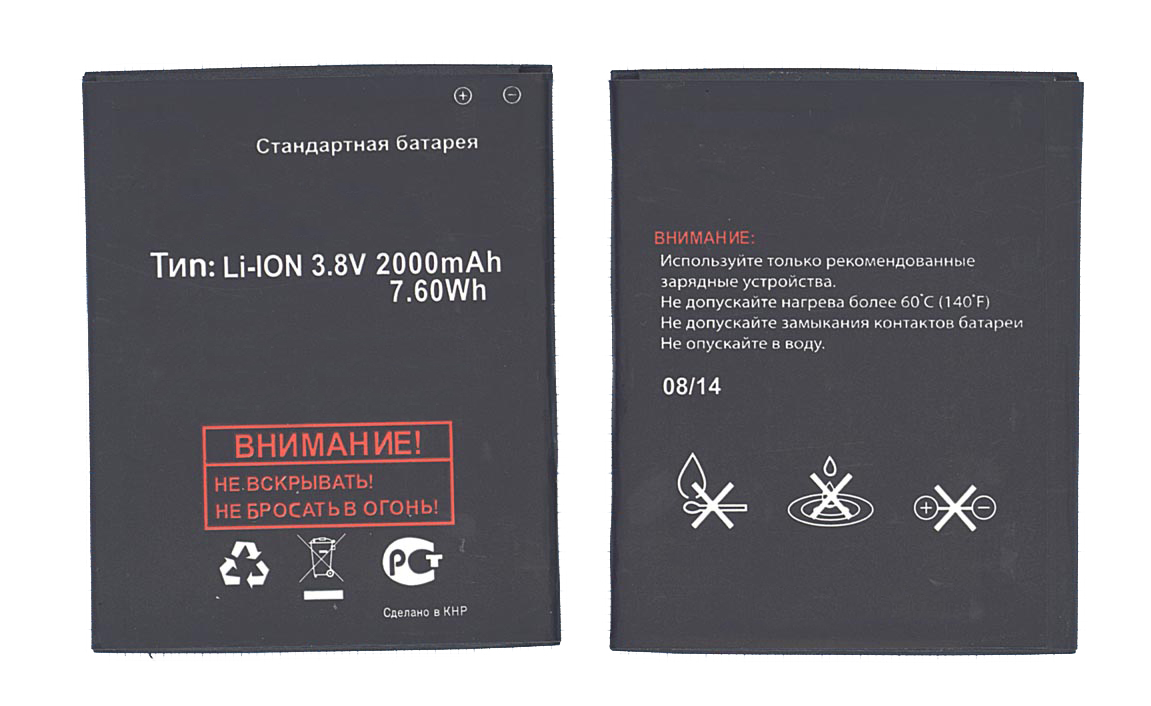 Стандартная батарея
Тип: Li-ION 3.8V 2000mAh
7.60Wh
ВНИМАНИЕ!
НЕ ВСКРЫВАТЬ!
НЕ БРОСАТЬ В ОГОНЬ!
РСТ
Сделано в КНР
ВНИМАНИЕ:
Используйте только рекомендованные
зарядные устройства.
Не допускайте нагрева более 60°C (140°F)
Не допускайте замыкания контактов батареи
Не опускайте в воду.
08/14